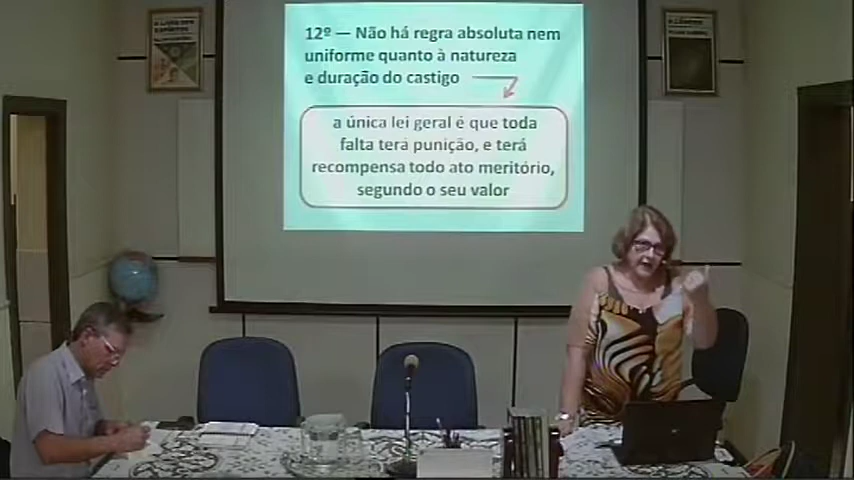 12º — Não há regra absoluta nem
uniforme quanto à natureza
e duração do castigo
a única lei geral é que toda
falta terá punição, e terá
recompensa todo ato meritório,
segundo o seu valor